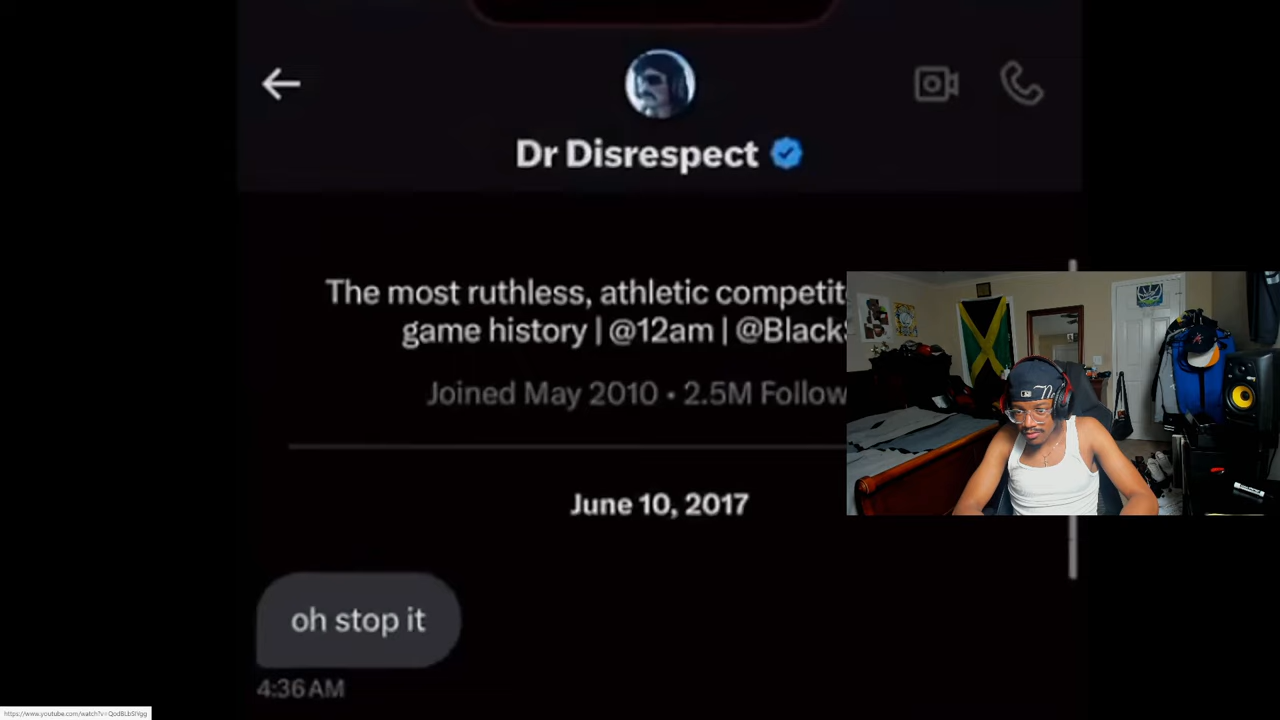 Dr Disrespect
The most ruthless, athletic competit
game history | @12am | @Black
Joined May 2010 • 2.5M Follow
June 10, 2017
oh stop it
4:36 AM